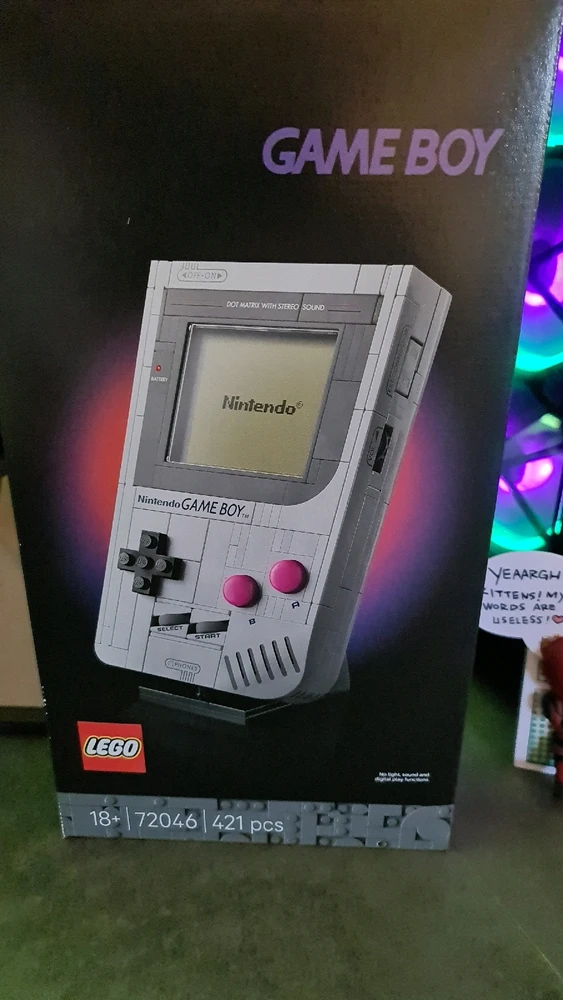 GAME BOY
◄OFF•ON►
DOT MATRIX WITH STEREO SOUND
BATTERY
Nintendo®
Nintendo GAME BOY™
B
A
SELECT
START
PHONES
LEGO
No light, sound and
digital play functions.
18+ | 72046 | 421 pcs
YEAARGH
KITTENS! MY
WORDS ARE
USELESS!♥